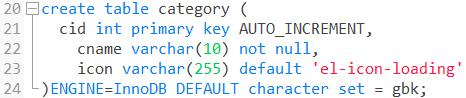 20 create table category (
21 cid int primary key AUTO_INCREMENT,
22 cname varchar(10) not null,
23 icon varchar(255) default 'el-icon-loading'
24 )ENGINE=InnoDB DEFAULT character set = gbk;